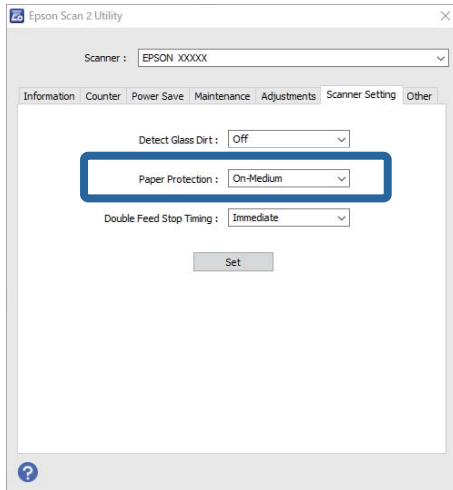 Epson Scan 2 Utility
Scanner : EPSON XXXXX
Information Counter Power Save Maintenance Adjustments Scanner Setting Other
Detect Glass Dirt : Off
Paper Protection : On-Medium
Double Feed Stop Timing : Immediate
Set
?